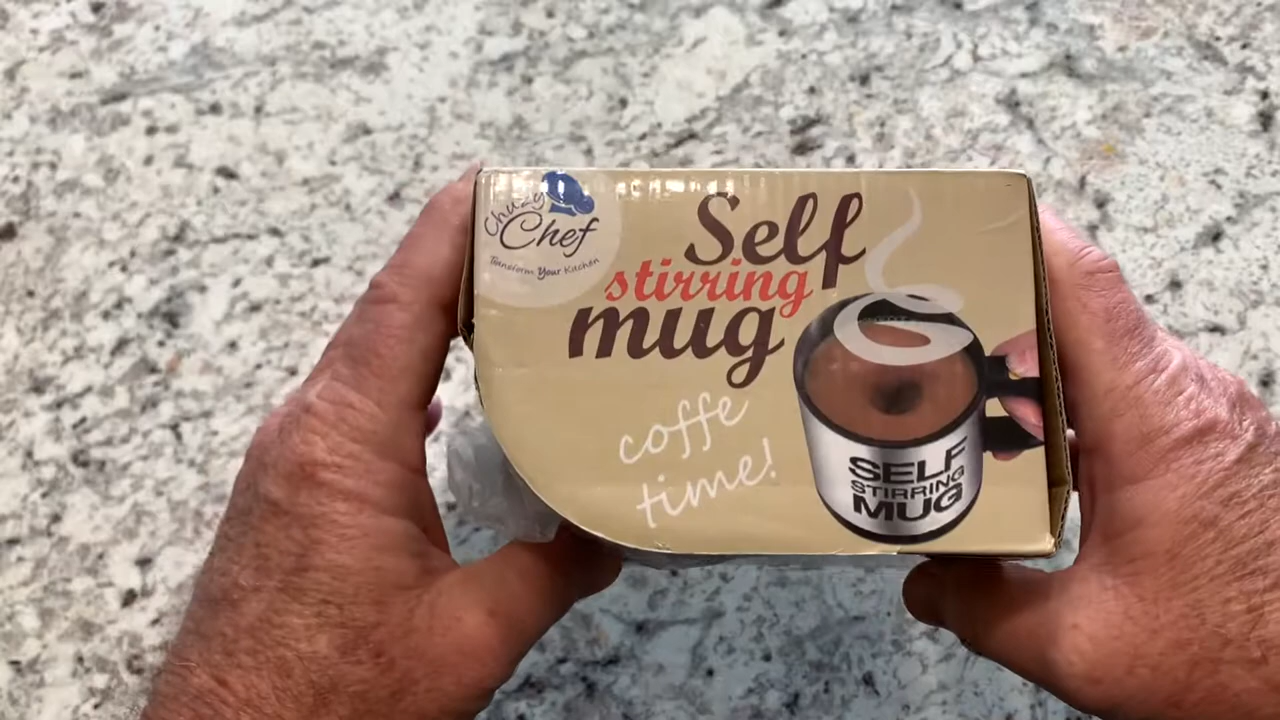 Chuzy
Chef
Transform Your Kitchen
Self
stirring
mug
coffe
time!
SELF
STIRRING
MUG